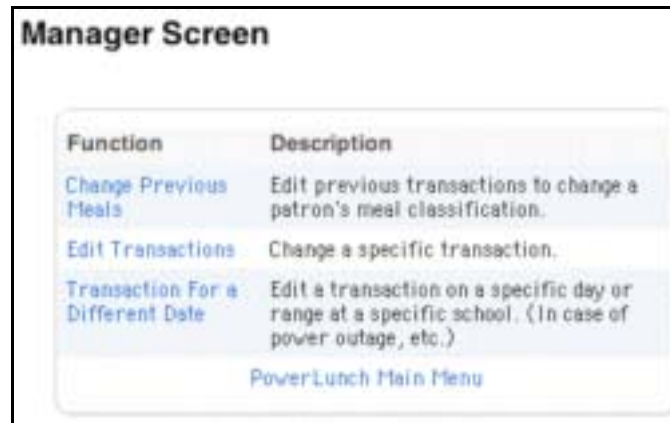 Manager Screen
Function Description
Change Previous Edit previous transactions to change a
Meals patron's meal classification.
Edit Transactions Change a specific transaction.
Transaction For a Edit a transaction on a specific day or
Different Date range at a specific school. (In case of
power outage, etc.)
PowerLunch Main Menu